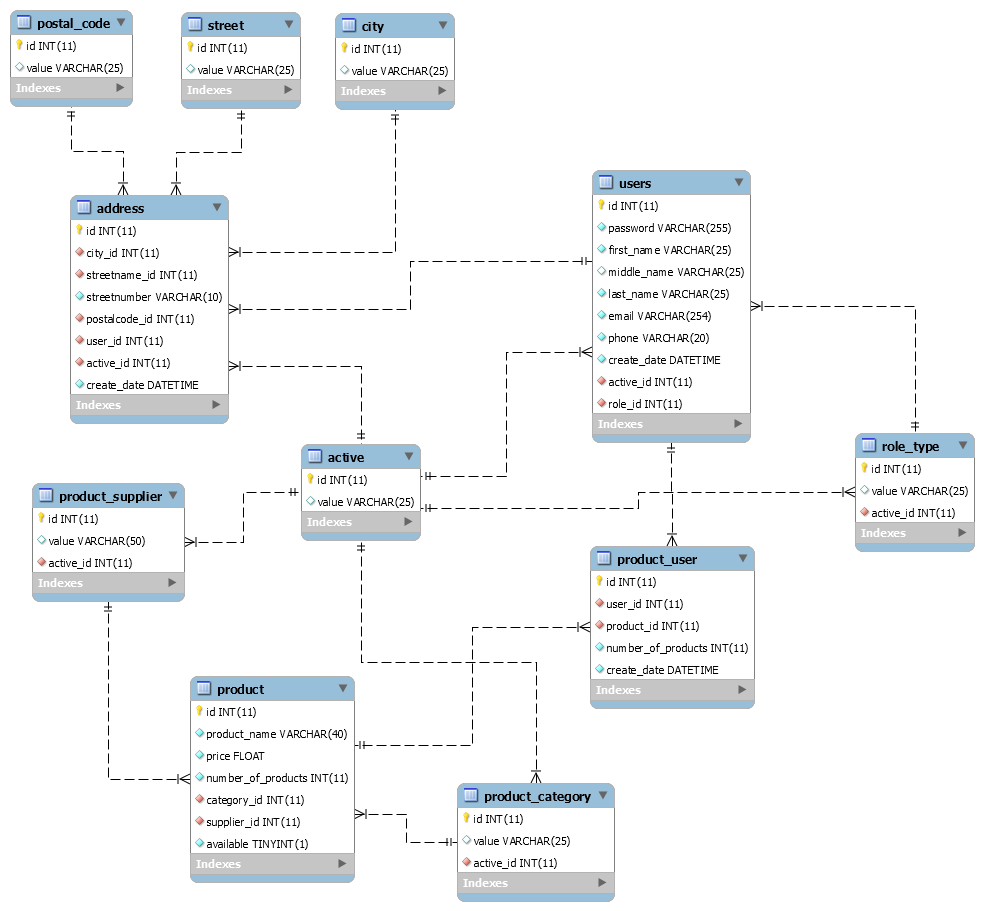 postal_code
id INT(11)
value VARCHAR(25)
Indexes
street
id INT(11)
value VARCHAR(25)
Indexes
city
id INT(11)
value VARCHAR(25)
Indexes
address
id INT(11)
city_id INT(11)
streetname_id INT(11)
streetnumber VARCHAR(10)
postalcode_id INT(11)
user_id INT(11)
active_id INT(11)
create_date DATETIME
Indexes
users
id INT(11)
password VARCHAR(255)
first_name VARCHAR(25)
middle_name VARCHAR(25)
last_name VARCHAR(25)
email VARCHAR(254)
phone VARCHAR(20)
create_date DATETIME
active_id INT(11)
role_id INT(11)
Indexes
active
id INT(11)
value VARCHAR(25)
Indexes
role_type
id INT(11)
value VARCHAR(25)
active_id INT(11)
Indexes
product_supplier
id INT(11)
value VARCHAR(50)
active_id INT(11)
Indexes
product_user
id INT(11)
user_id INT(11)
product_id INT(11)
number_of_products INT(11)
create_date DATETIME
Indexes
product
id INT(11)
product_name VARCHAR(40)
price FLOAT
number_of_products INT(11)
category_id INT(11)
supplier_id INT(11)
available TINYINT(1)
Indexes
product_category
id INT(11)
value VARCHAR(25)
active_id INT(11)
Indexes